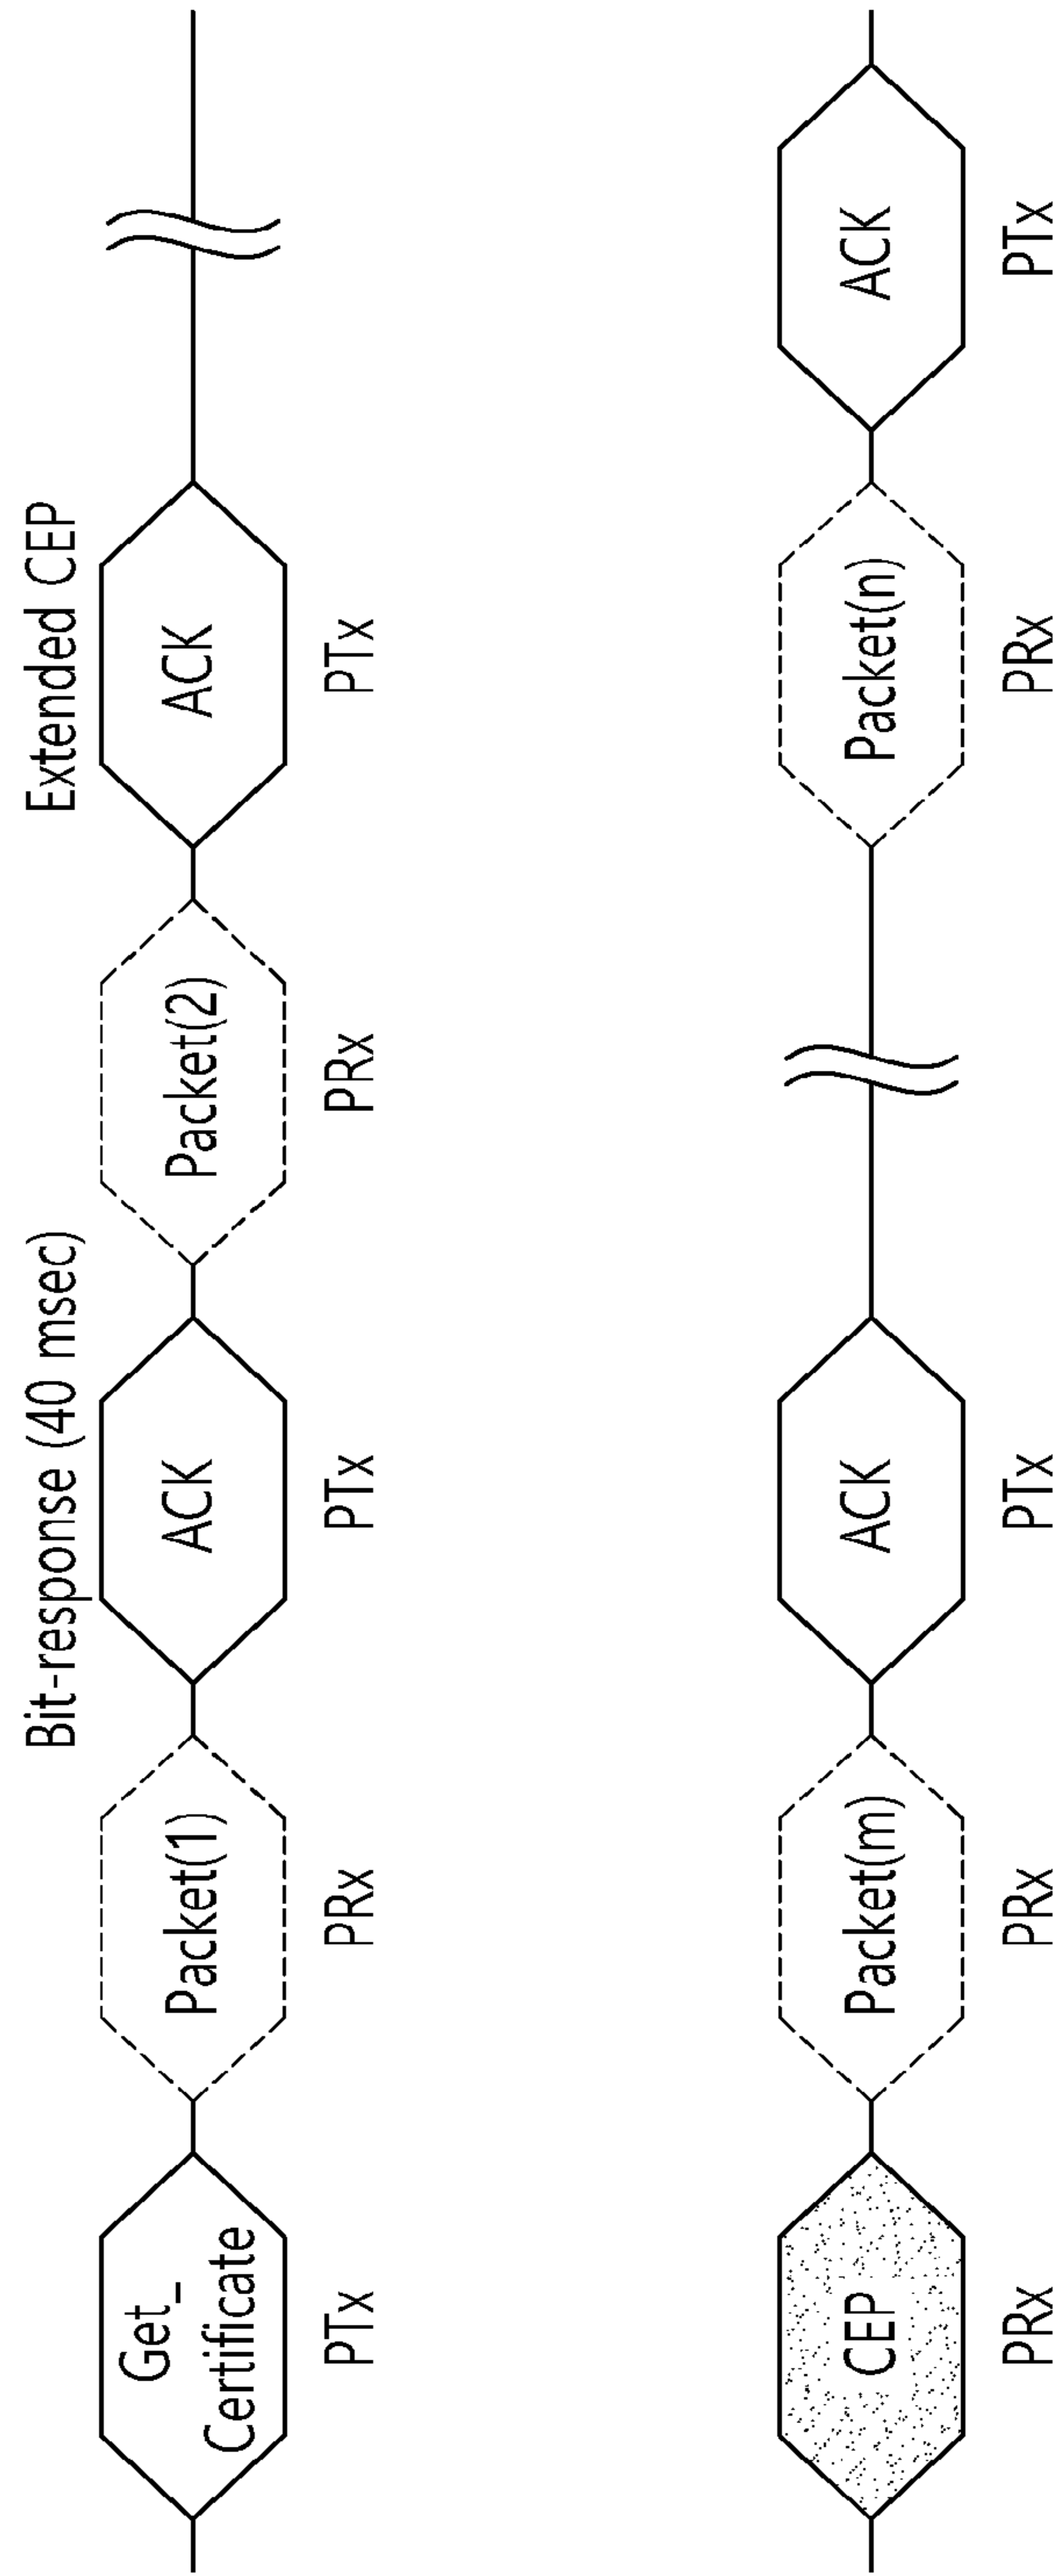 Bit-response (40 msec)
Extended CEP
Get_
Certificate
Packet(1)
ACK
Packet(2)
ACK
PTx
PRx
PTx
PRx
PTx
CEP
Packet(m)
ACK
Packet(n)
ACK
PRx
PRx
PTx
PRx
PTx